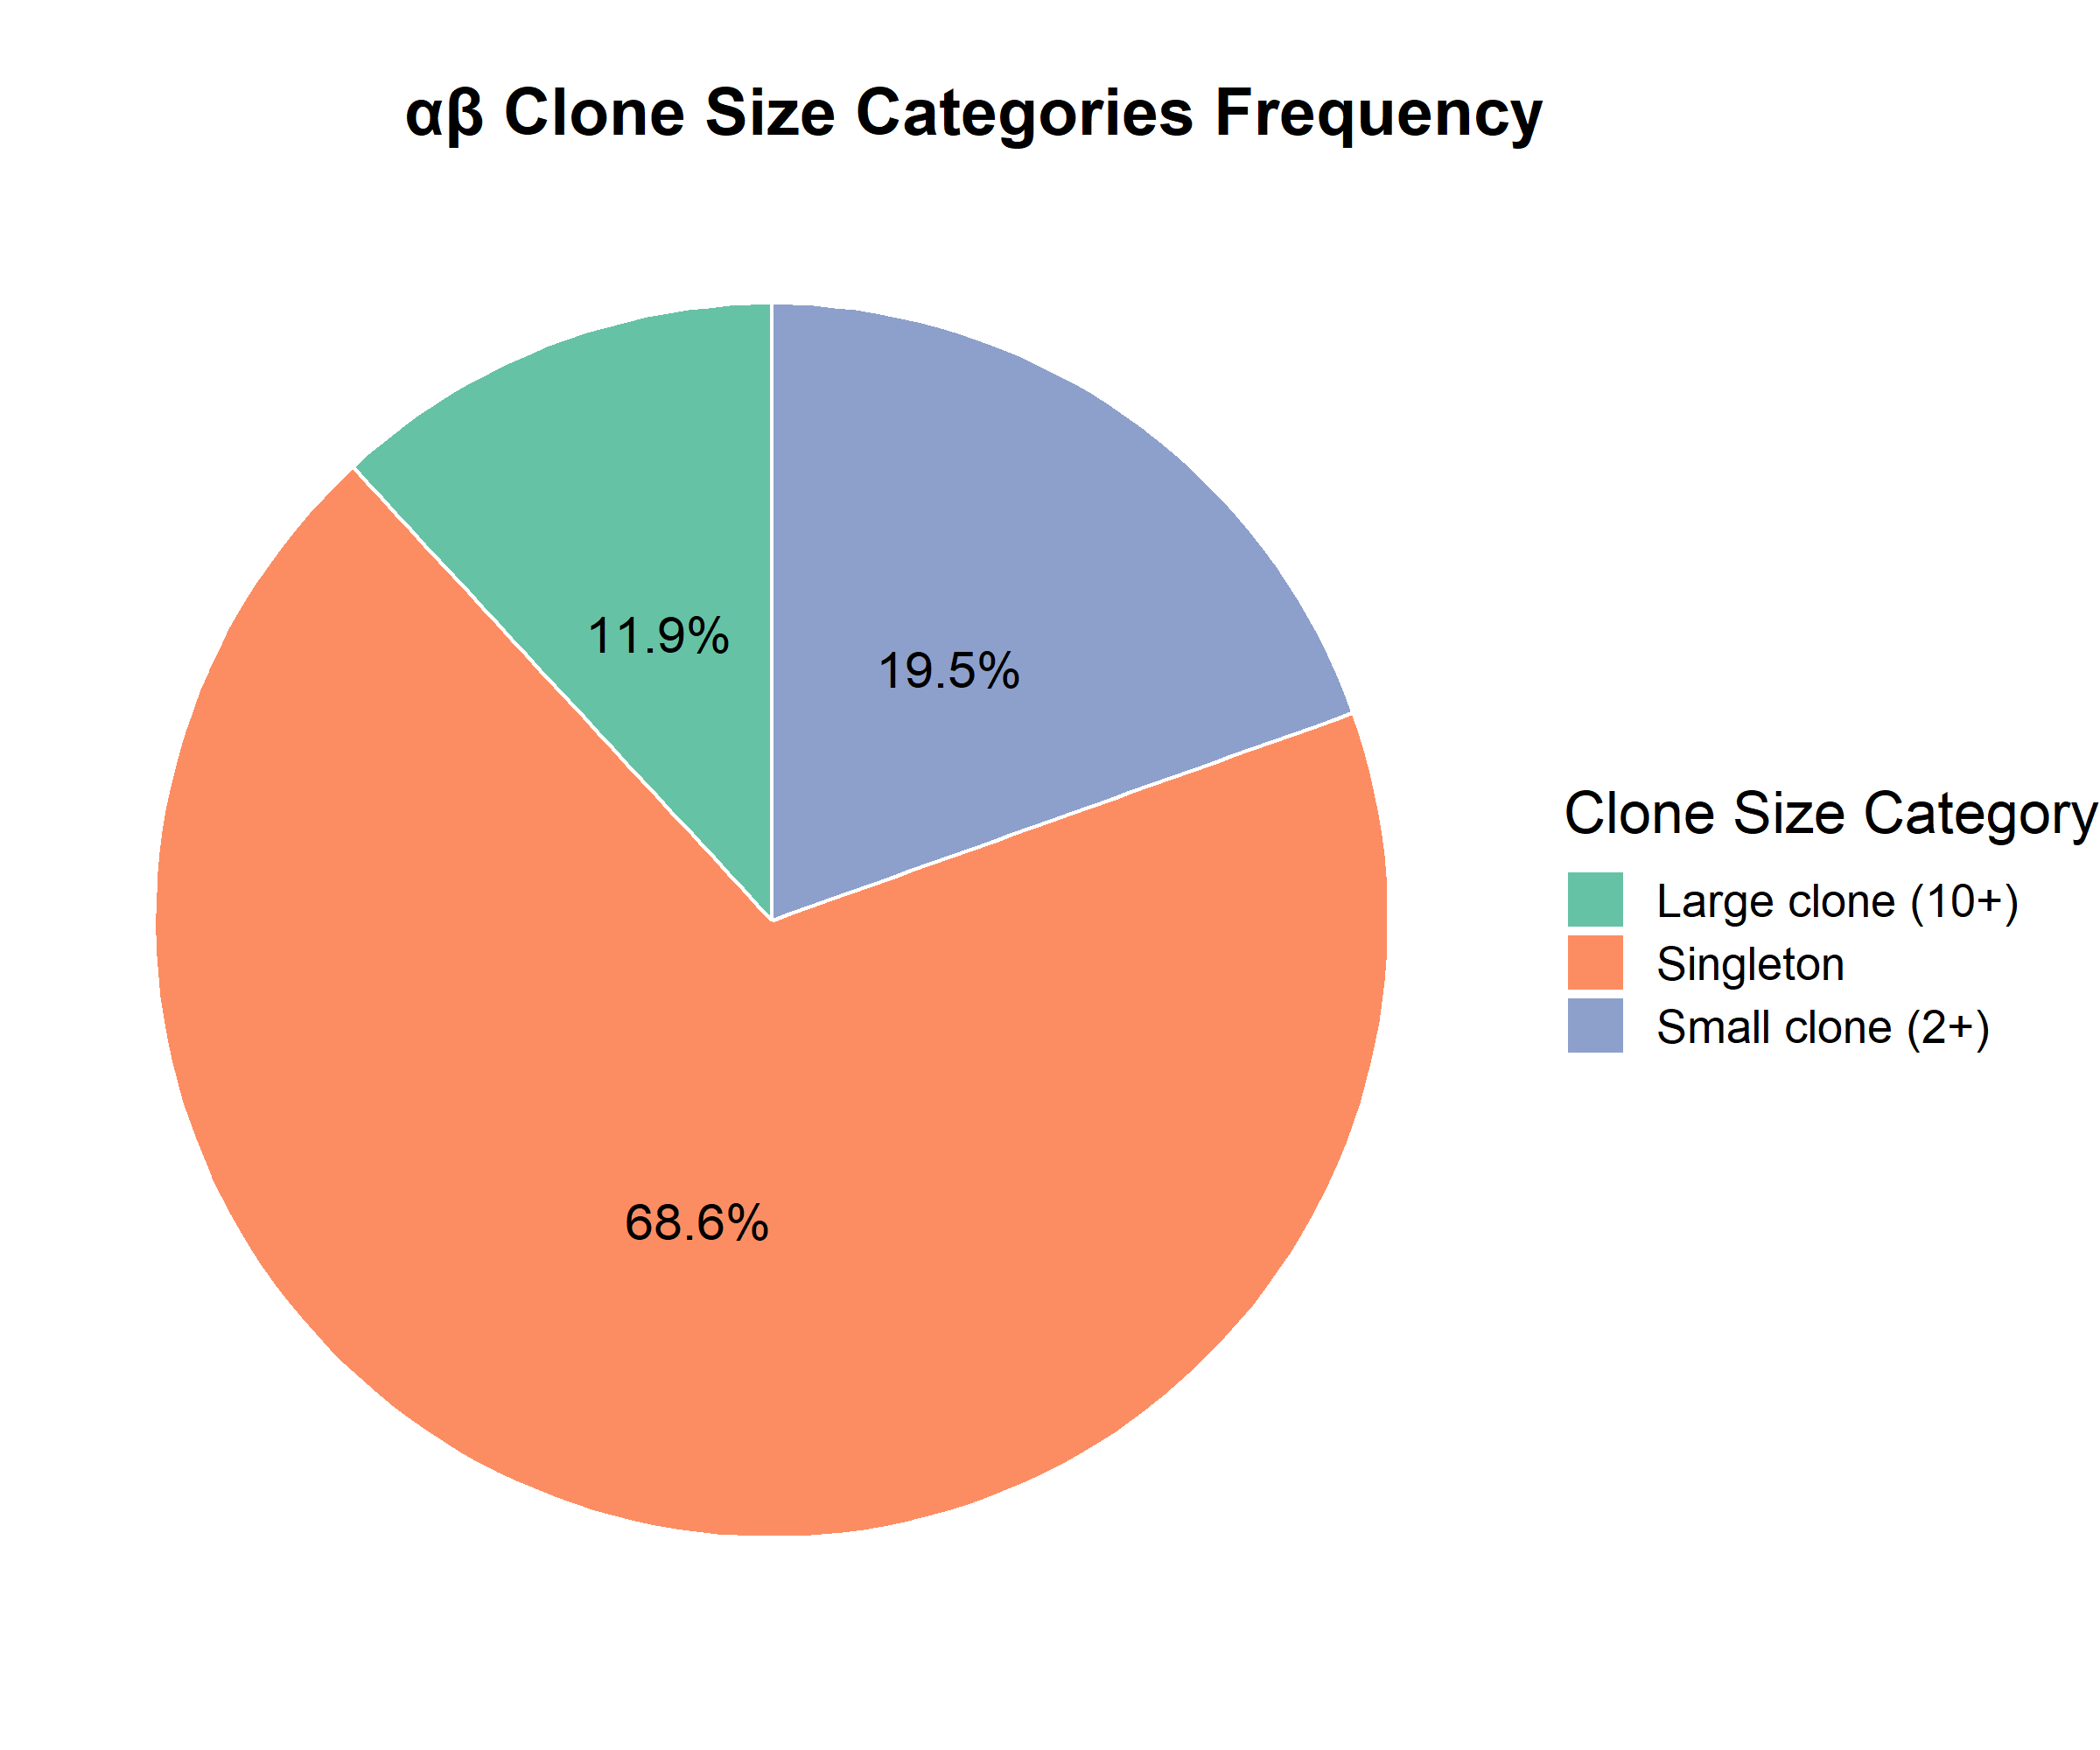 αβ Clone Size Categories Frequency
11.9%
19.5%
68.6%
Clone Size Category
Large clone (10+)
Singleton
Small clone (2+)